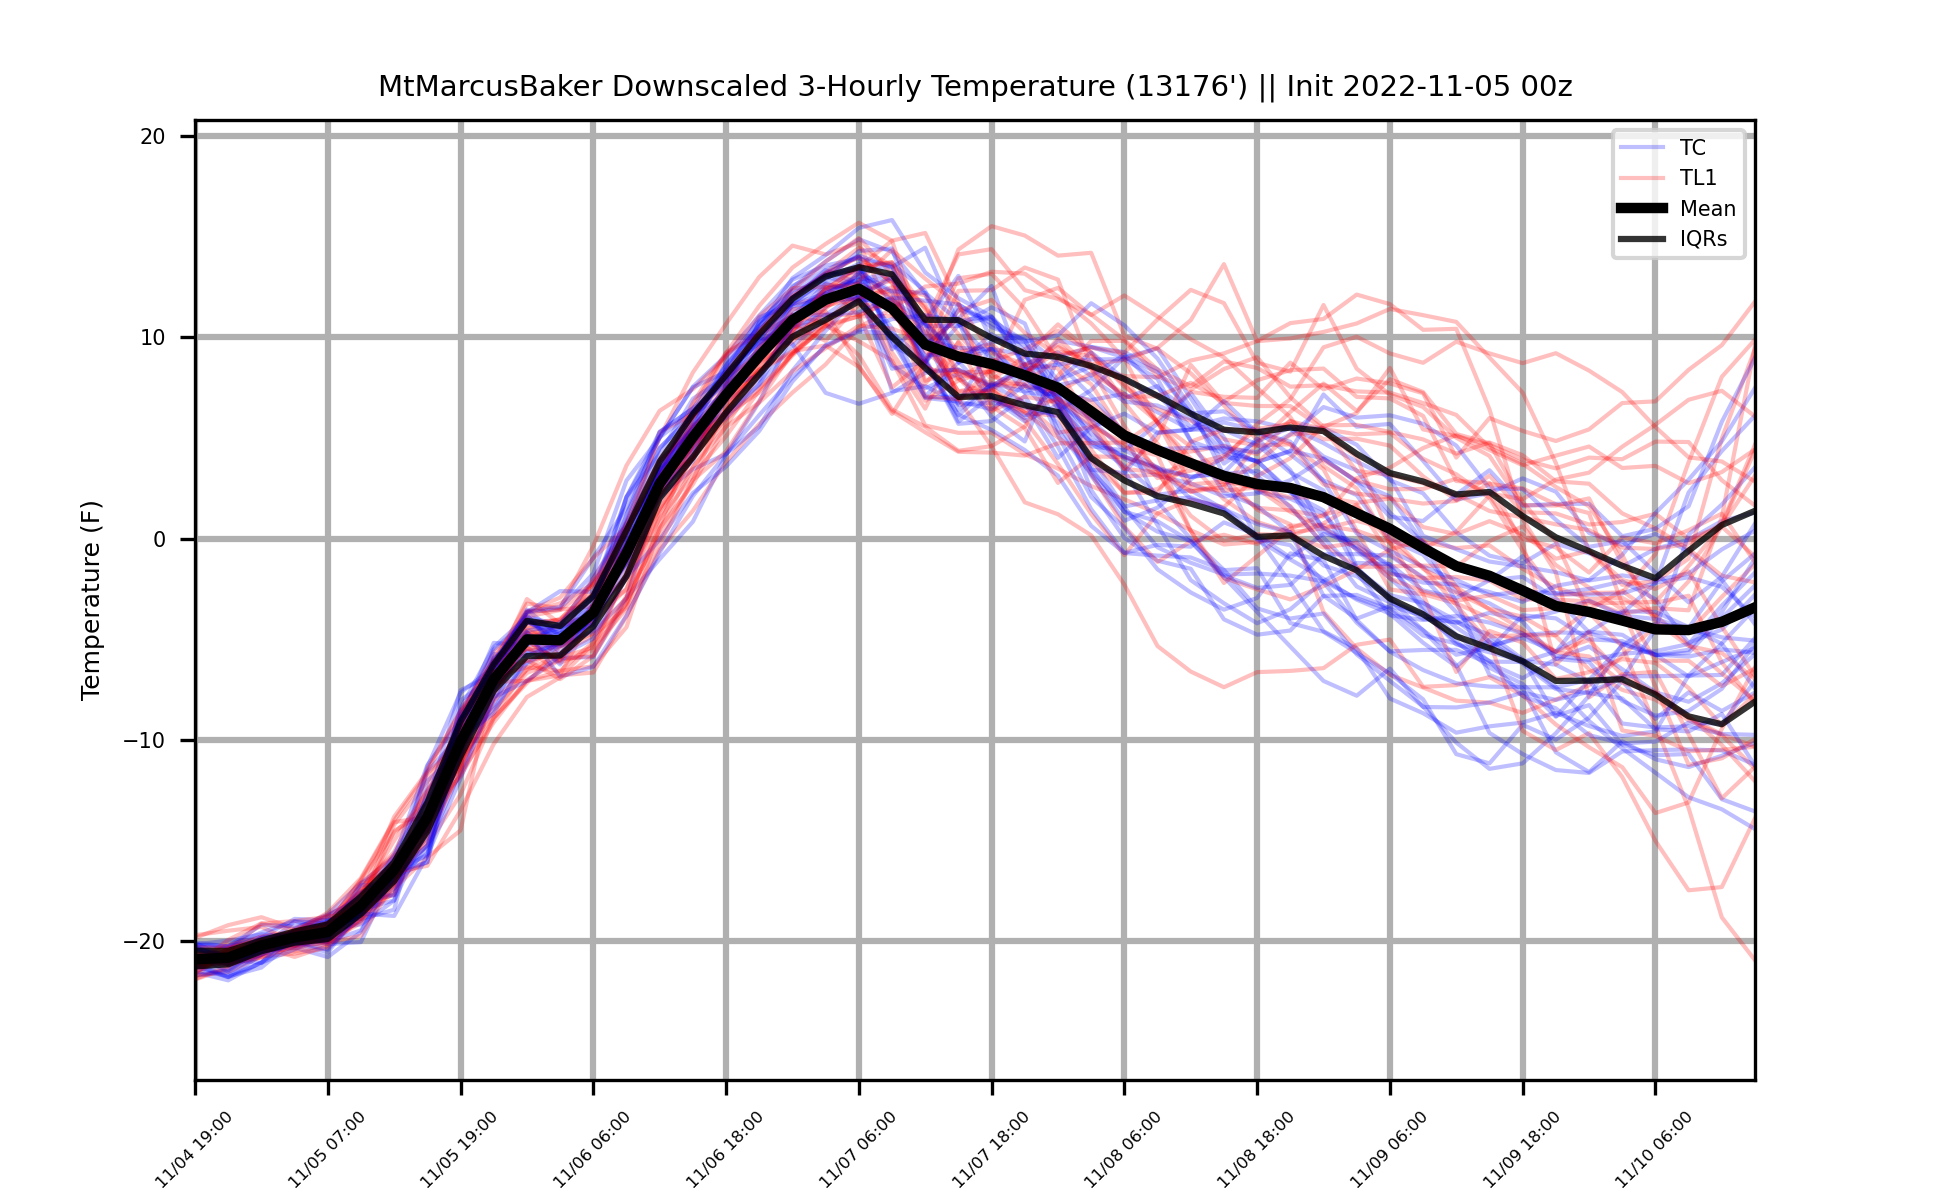 MtMarcusBaker Downscaled 3-Hourly Temperature (13176') || Init 2022-11-05 00z
TC
TL1
Mean
IQRs
Temperature (F)
20
10
0
−10
−20
11/04 19:00
11/05 07:00
11/05 19:00
11/06 06:00
11/06 18:00
11/07 06:00
11/07 18:00
11/08 06:00
11/08 18:00
11/09 06:00
11/09 18:00
11/10 06:00